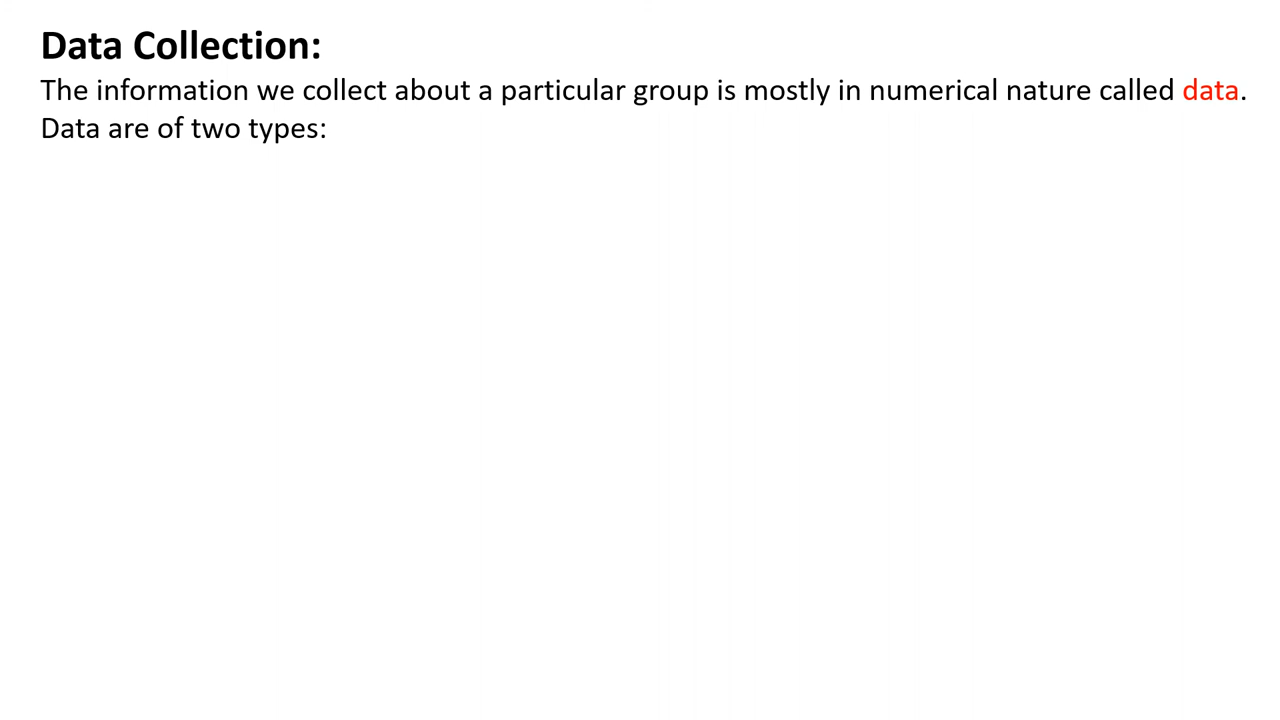 Data Collection:
The information we collect about a particular group is mostly in numerical nature called data.
Data are of two types: